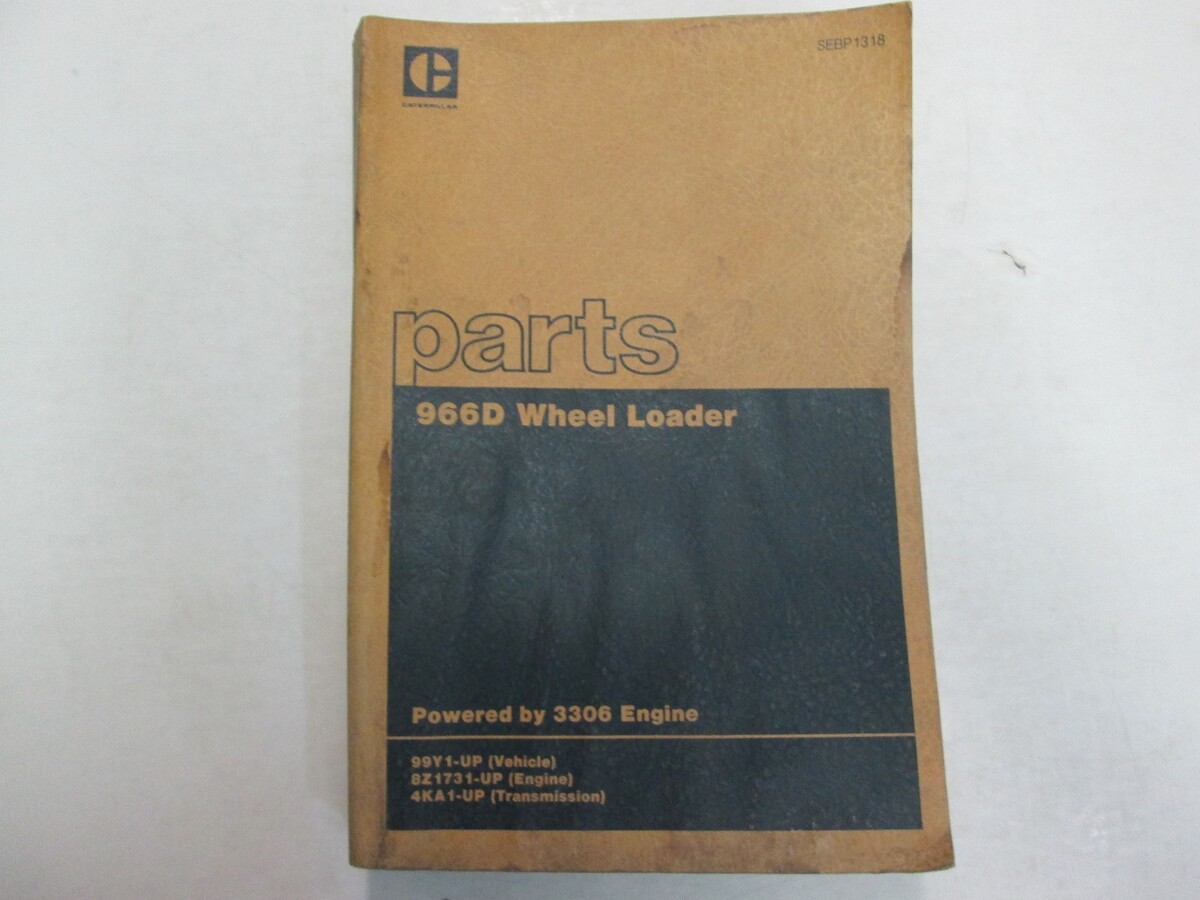 SEBP1318
CATERPILLAR
parts
966D Wheel Loader
Powered by 3306 Engine
99Y1-UP (Vehicle)
8Z1731-UP (Engine)
4KA1-UP (Transmission)